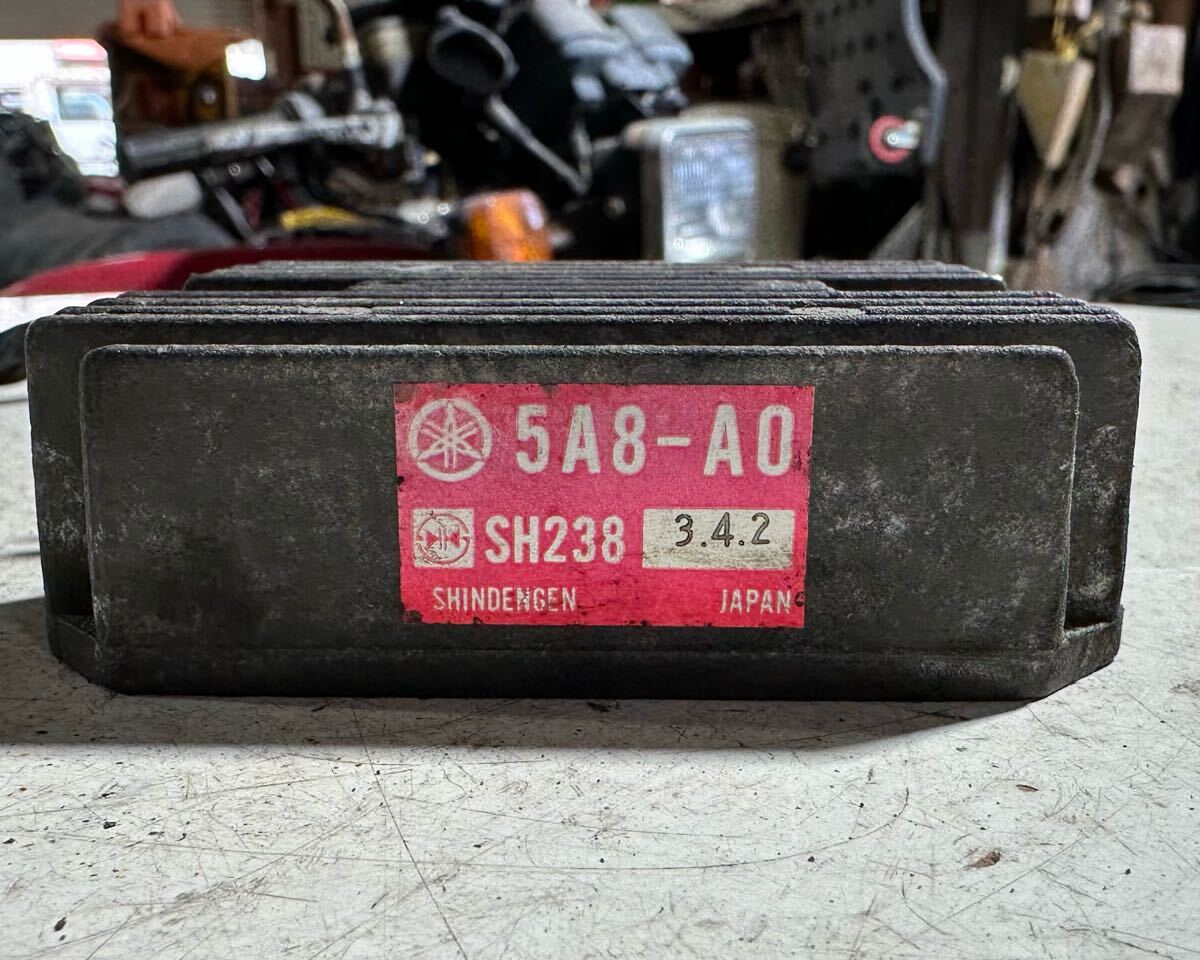 5A8-A0
SH238 3.4.2
SHINDENGEN JAPAN